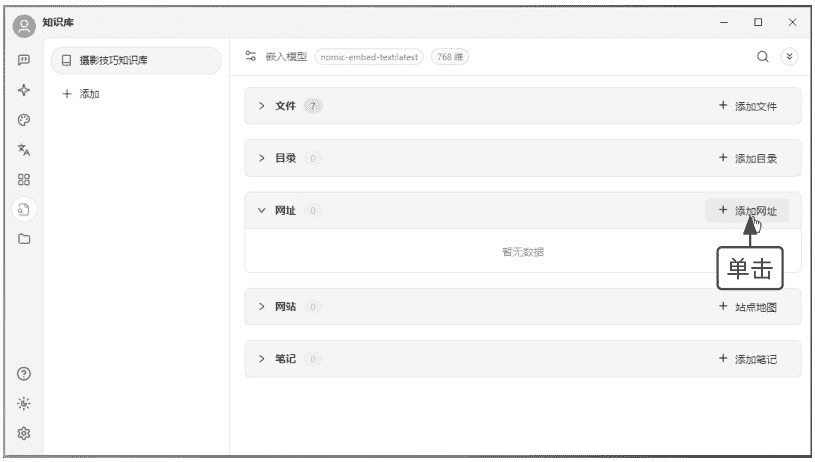 知识库
摄影技巧知识库
添加
嵌入模型 nomic-embed-text:latest 768 维
文件 7 添加文件
目录 0 添加目录
网址 0 添加网址
暂无数据
单击
网站 0 站点地图
笔记 0 添加笔记